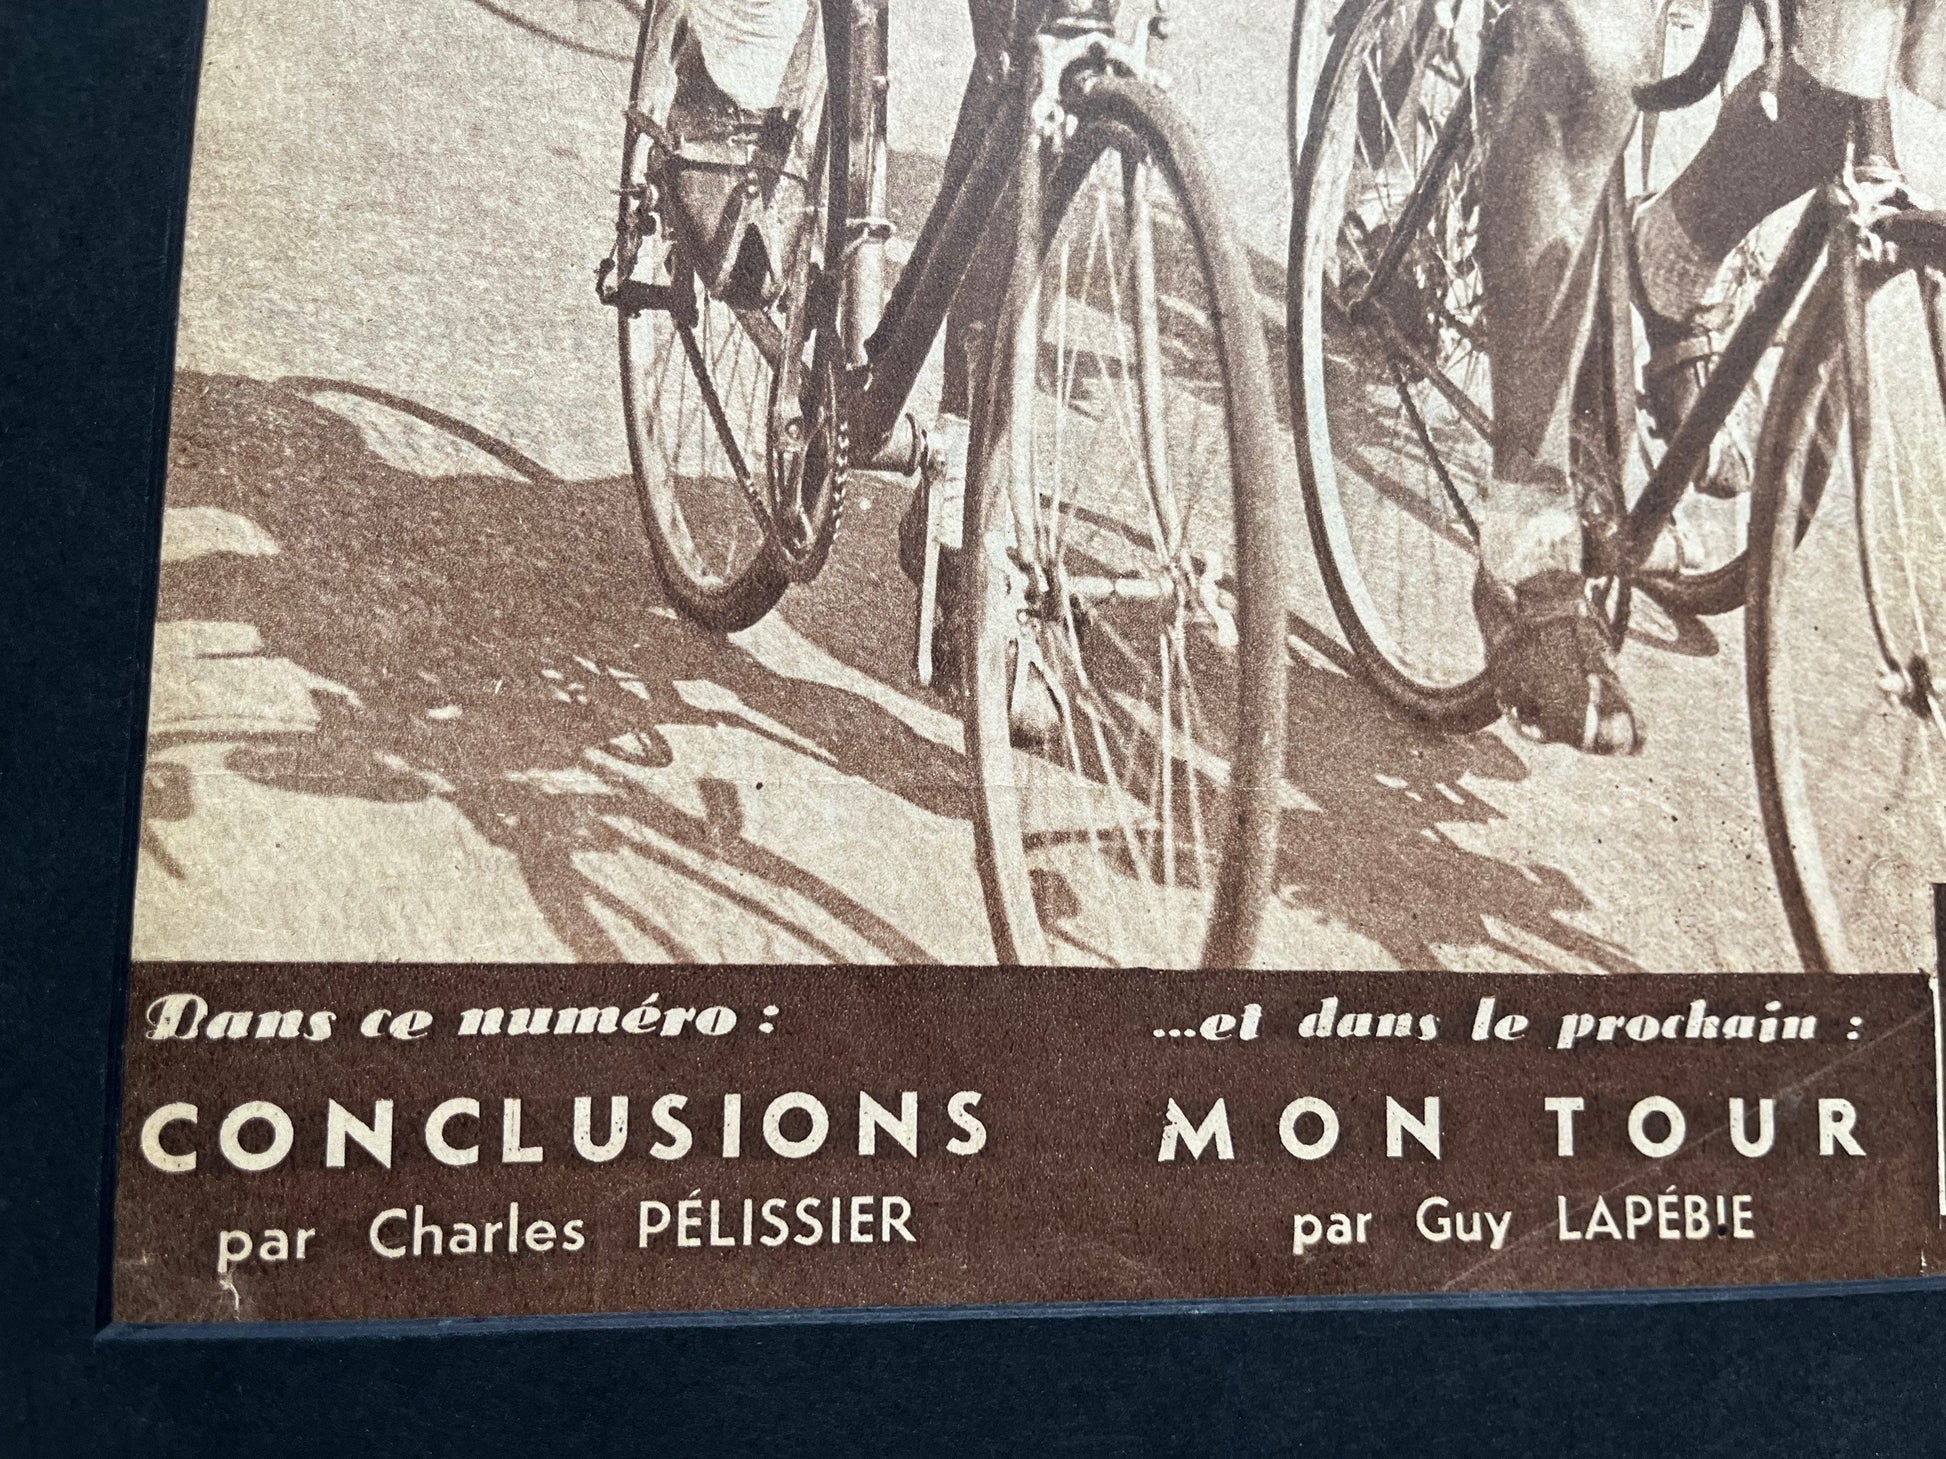 Dans ce numéro :
CONCLUSIONS
par Charles PÉLISSIER
...et dans le prochain :
MON TOUR
par Guy LAPÉBIE